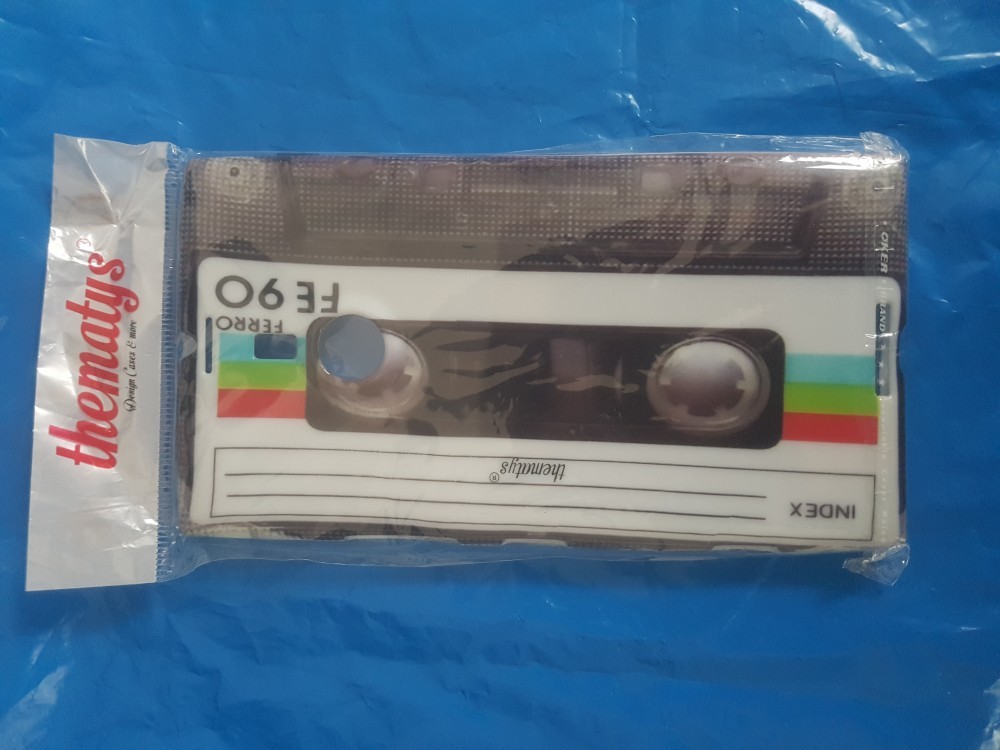 thematys®
Design Cases & more
INDEX
thematys®
FERRO
FE 90